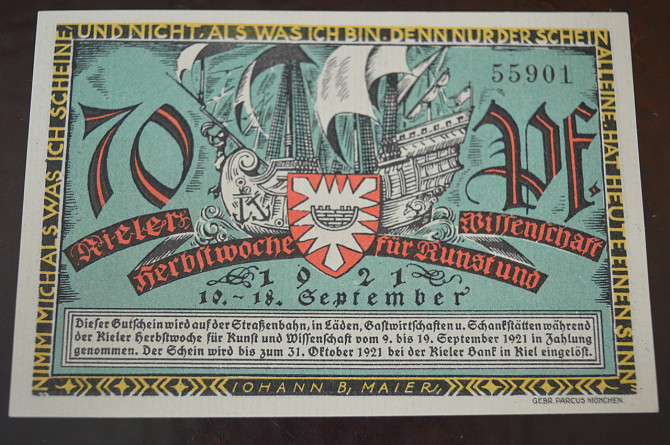 NIMM MICH ALS WAS ICH SCHEINE, UND NICHT, ALS WAS ICH BIN. DENN NUR DER SCHEIN ALLEINE HAT HEUTE EINEN SINN
55901
70 Pf.
Kieler Herbstwoche für Kunst und Wissenschaft
1921
10.-18. September
Dieser Gutschein wird auf der Straßenbahn, in Läden, Gastwirtschaften u. Schankstätten während
der Kieler Herbstwoche für Kunst und Wissenschaft vom 9. bis 19. September 1921 in Zahlung
genommen. Der Schein wird bis zum 31. Oktober 1921 bei der Kieler Bank in Kiel eingelöst.
IOHANN B, MAIER,
GEBR. PARCUS MÜNCHEN.